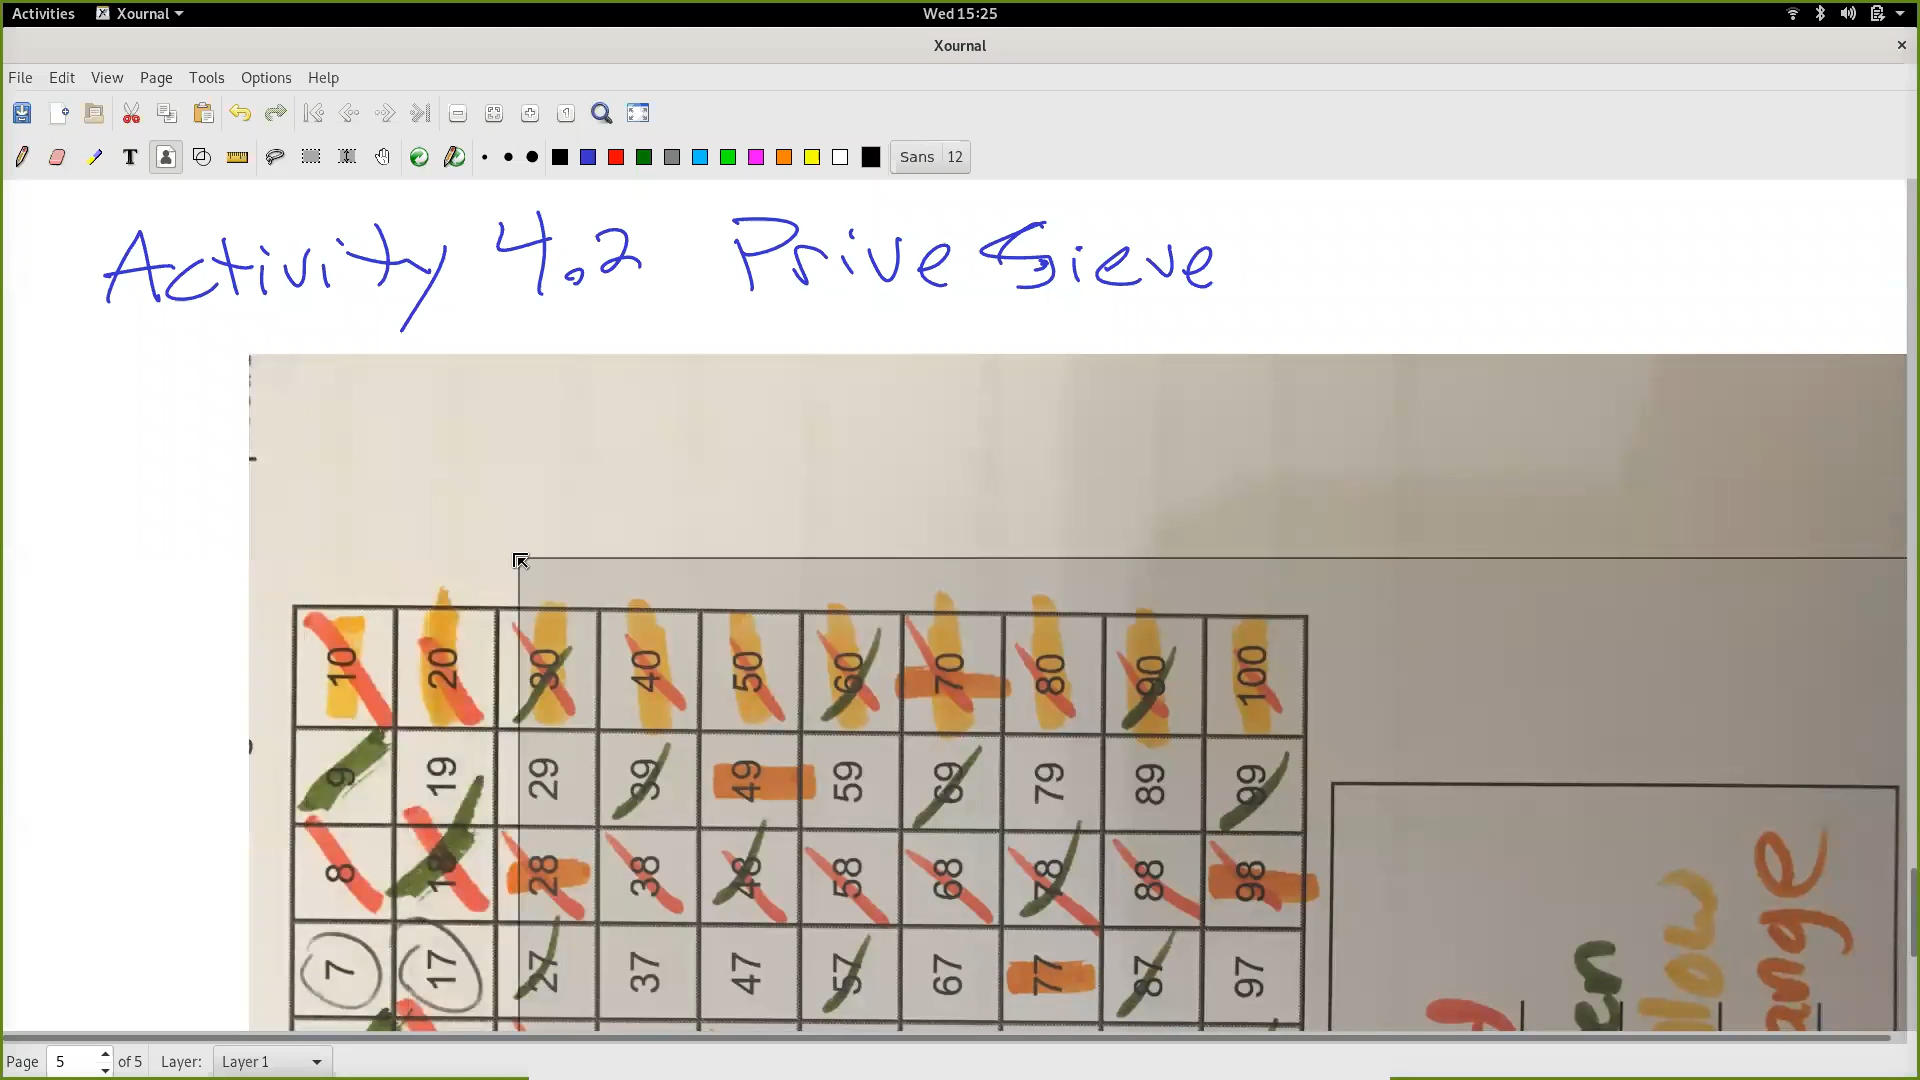 Activities Xournal Wed 15:25
Xournal
File Edit View Page Tools Options Help
Sans 12
Activity 4.2 Prive Sieve
10 20 30 40 50 60 70 80 90 100
9 19 29 39 49 59 69 79 89 99
8 18 28 38 48 58 68 78 88 98
7 17 27 37 47 57 67 77 87 97
Page 5 of 5 Layer: Layer 1